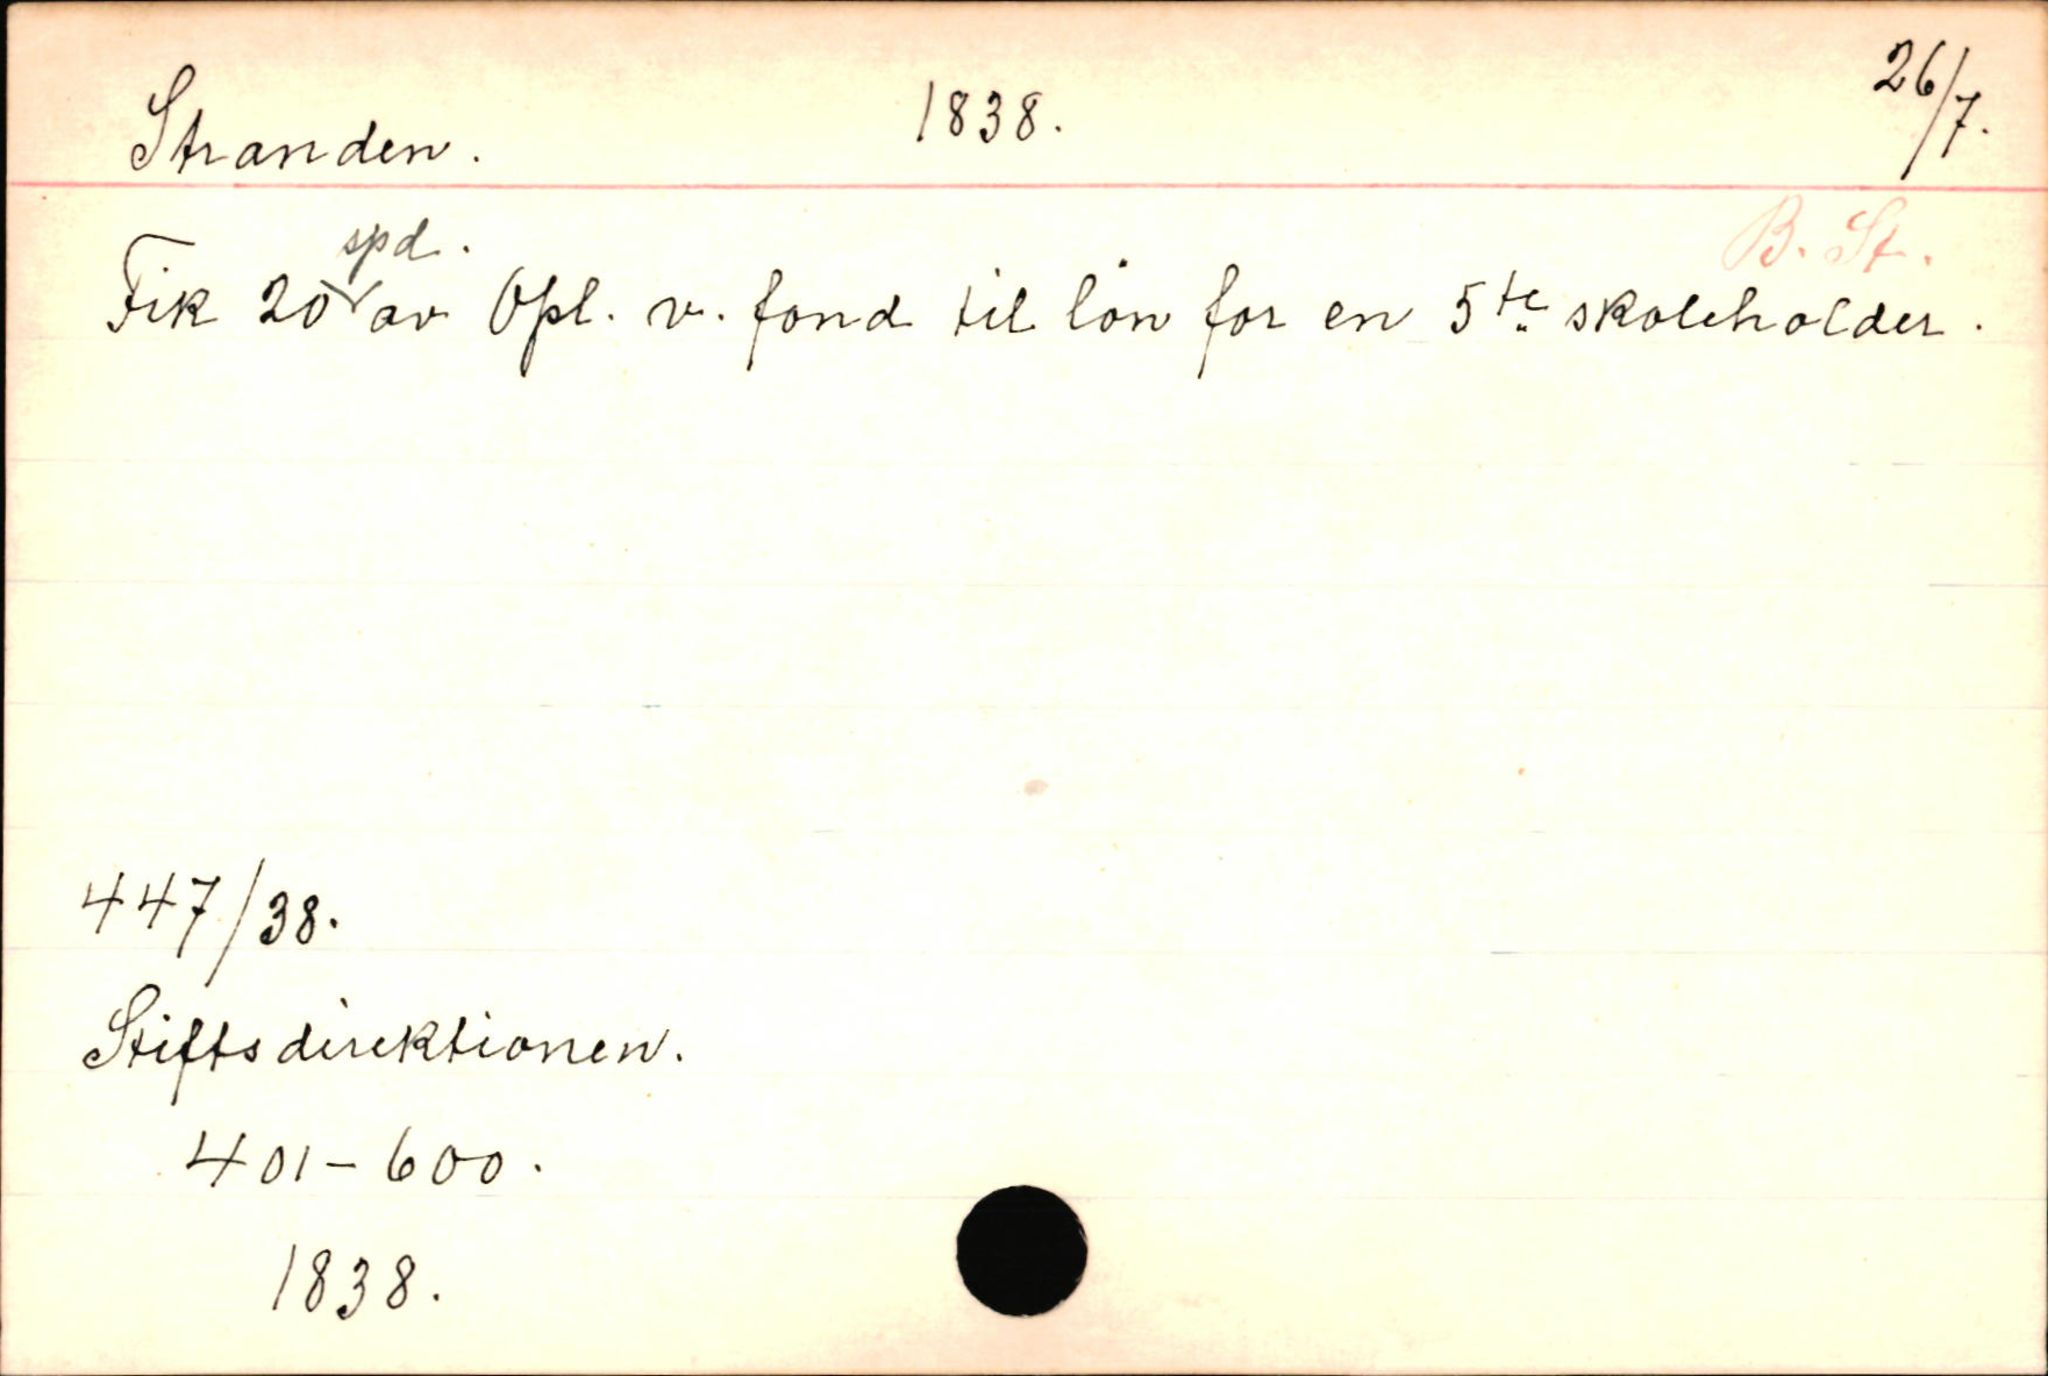 Stranden. 1838. 26/7.
B. St.
Fik 20 spd. av Opl. v. fond til lön for en 5te skoleholder.
447/38.
Stiftsdirektionen.
401-600.
1838.